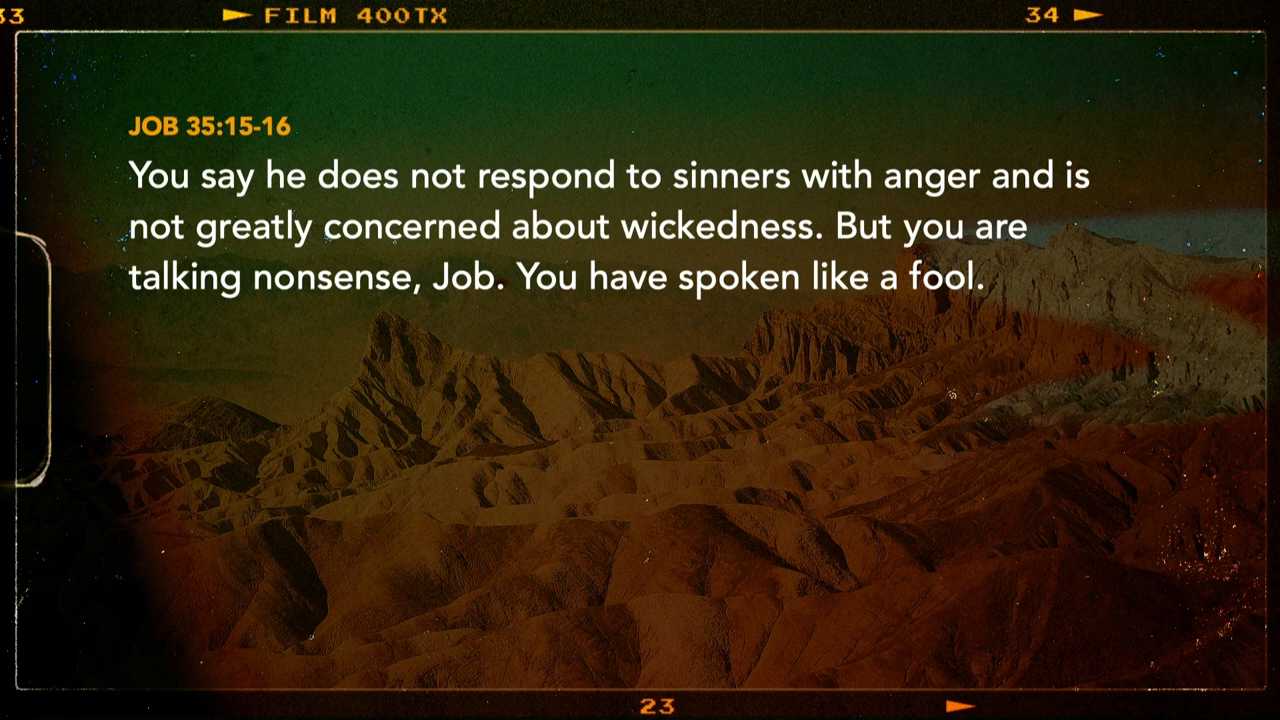 33 FILM 400TX 34
JOB 35:15-16
You say he does not respond to sinners with anger and is
not greatly concerned about wickedness. But you are
talking nonsense, Job. You have spoken like a fool.
23